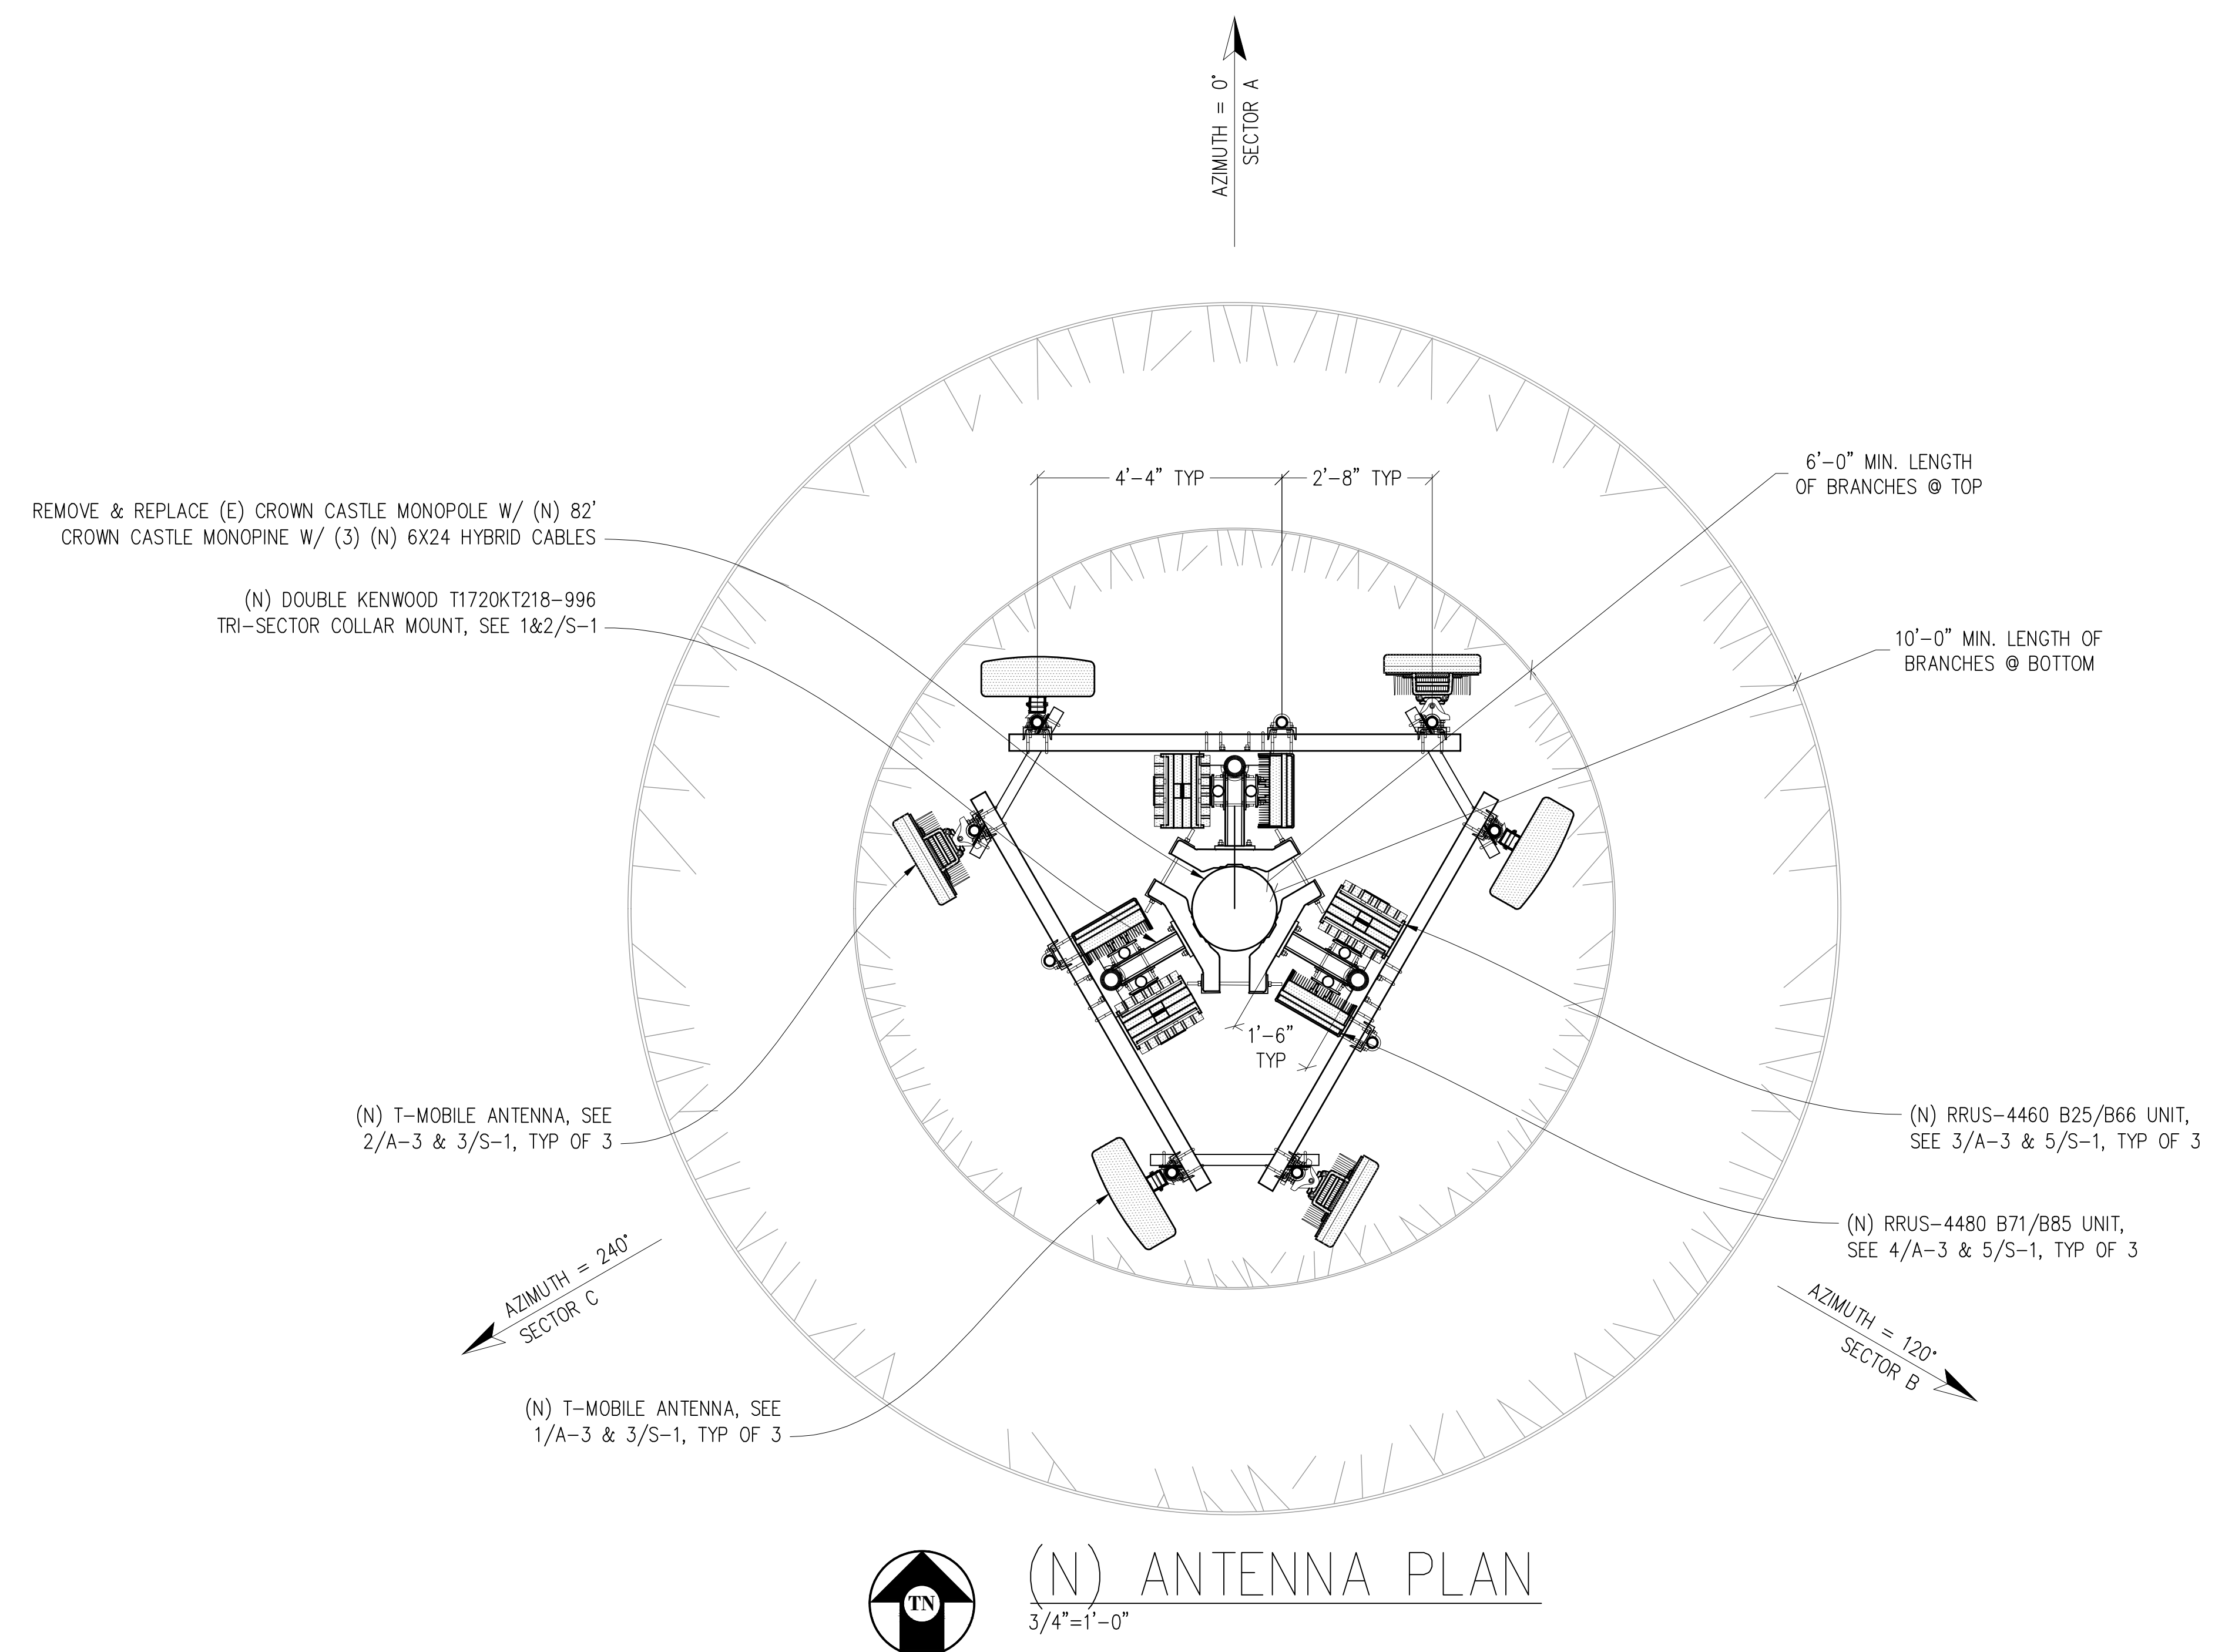 AZIMUTH = 0°
SECTOR A
4'-4" TYP
2'-8" TYP
6'-0" MIN. LENGTH
OF BRANCHES @ TOP
REMOVE & REPLACE (E) CROWN CASTLE MONOPOLE W/ (N) 82'
CROWN CASTLE MONOPINE W/ (3) (N) 6X24 HYBRID CABLES
(N) DOUBLE KENWOOD T1720KT218-996
TRI-SECTOR COLLAR MOUNT, SEE 1&2/S-1
10'-0" MIN. LENGTH OF
BRANCHES @ BOTTOM
1'-6"
TYP
(N) T-MOBILE ANTENNA, SEE
2/A-3 & 3/S-1, TYP OF 3
(N) RRUS-4460 B25/B66 UNIT,
SEE 3/A-3 & 5/S-1, TYP OF 3
(N) RRUS-4480 B71/B85 UNIT,
SEE 4/A-3 & 5/S-1, TYP OF 3
AZIMUTH = 240°
SECTOR C
AZIMUTH = 120°
SECTOR B
(N) T-MOBILE ANTENNA, SEE
1/A-3 & 3/S-1, TYP OF 3
TN
(N) ANTENNA PLAN
3/4"=1'-0"